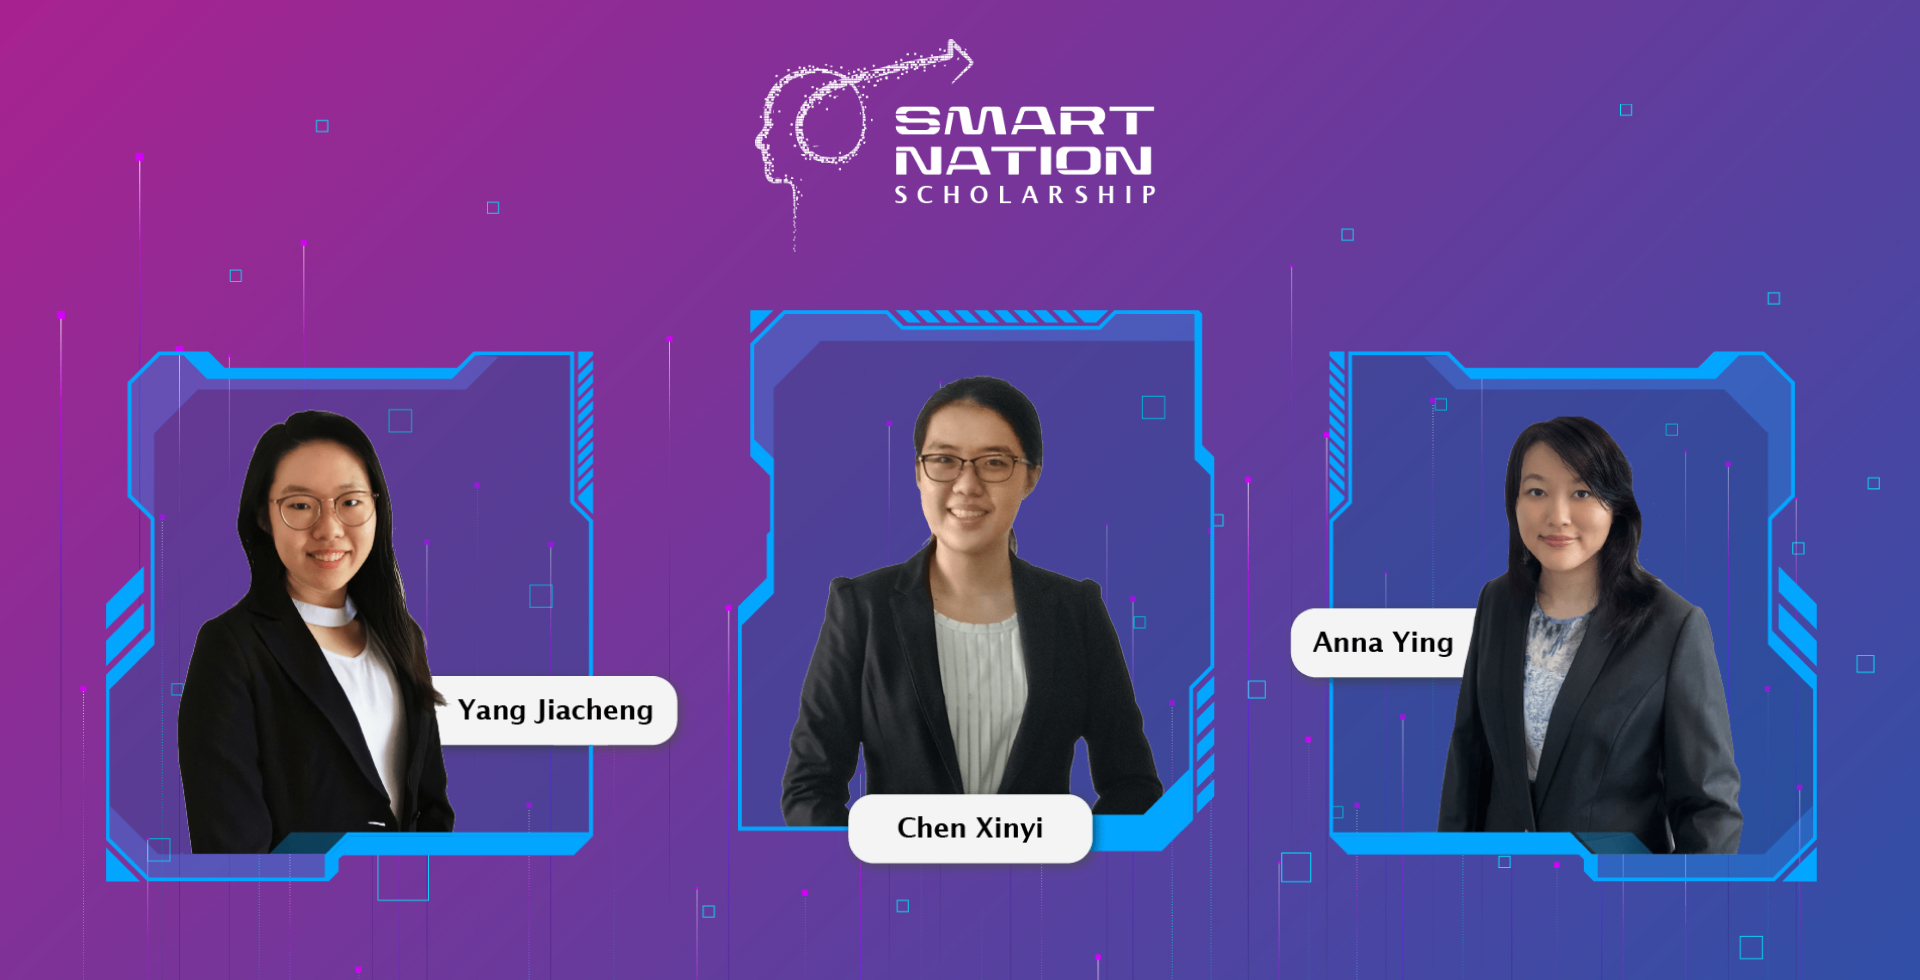 SMART
NATION
SCHOLARSHIP
Yang Jiacheng
Chen Xinyi
Anna Ying